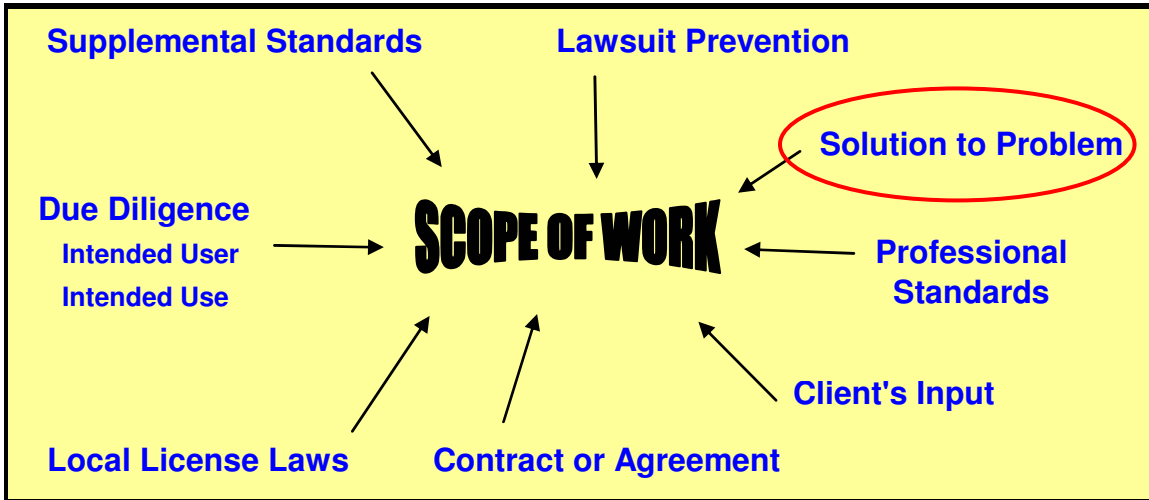 Supplemental Standards
Lawsuit Prevention
Solution to Problem
Due Diligence
Intended User
Intended Use
SCOPE OF WORK
Professional
Standards
Client's Input
Local License Laws
Contract or Agreement